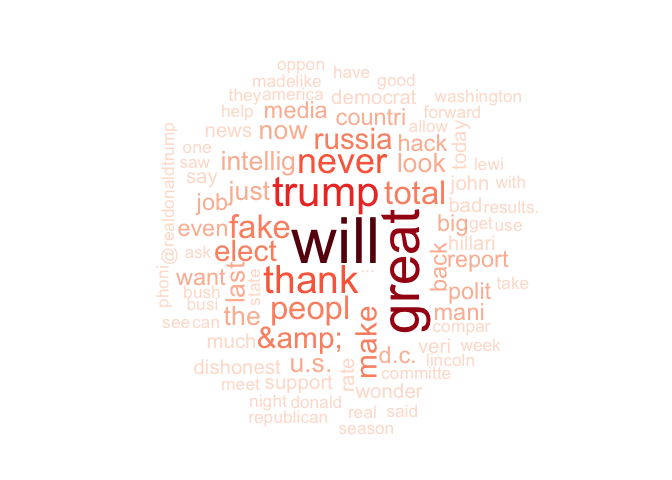 oppon
have
madelike
good
theyamerica
democrat
washington
help
media
countri
forward
news
now
russia
hack
allow
one
intellig
never
look
today
saw
say
just
trump
total
john
lewi
with
@realdonaldtrump
job
even
fake
will
great
big
bad
get
results.
use
elect
ask
thank
...
back
report
hillari
phoni
want
last
state
bush
peopl
make
polit
take
busi
the
mani
see
can
&amp;
compar
much
u.s.
d.c.
veri
week
dishonest
lincoln
meet
support
rate
committe
wonder
night
donald
real
said
republican
season